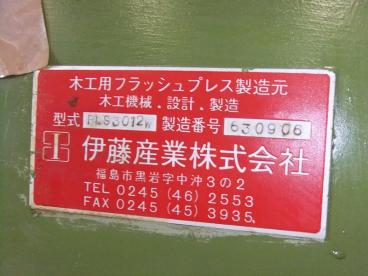 木工用フラッシュプレス製造元
木工機械.設計.製造
型式 PLS3012W 製造番号 630906
伊藤産業株式会社
福島市黒岩字中沖3の2
TEL 0245 (46) 2553
FAX 0245 (45) 3935